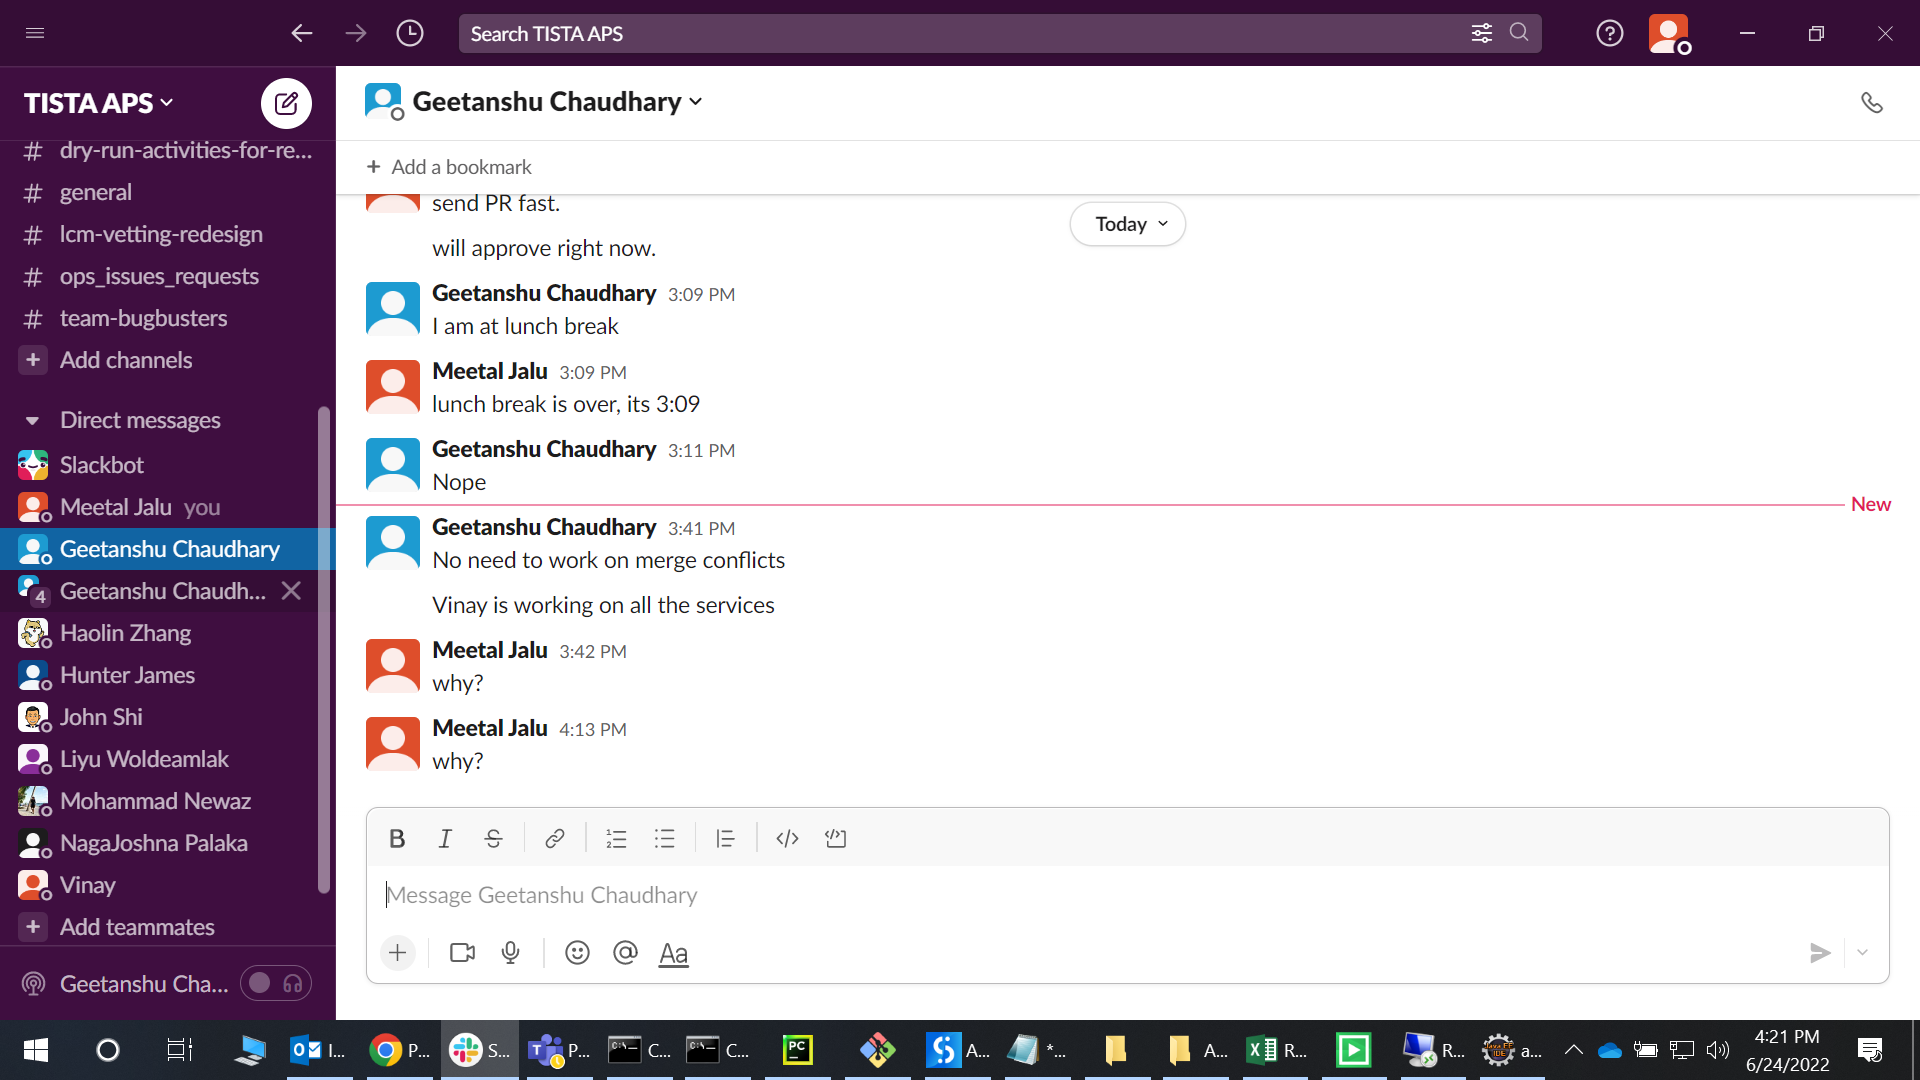 Search TISTA APS
TISTA APS
# dry-run-activities-for-re...
# general
# lcm-vetting-redesign
# ops_issues_requests
# team-bugbusters
+ Add channels
Direct messages
Slackbot
Meetal Jalu you
Geetanshu Chaudhary
4 Geetanshu Chaudh...
Haolin Zhang
Hunter James
John Shi
Liyu Woldeamlak
Mohammad Newaz
NagaJoshna Palaka
Vinay
+ Add teammates
Geetanshu Cha...
Geetanshu Chaudhary
+ Add a bookmark
send PR fast.
Today
will approve right now.
Geetanshu Chaudhary 3:09 PM
I am at lunch break
Meetal Jalu 3:09 PM
lunch break is over, its 3:09
Geetanshu Chaudhary 3:11 PM
Nope
New
Geetanshu Chaudhary 3:41 PM
No need to work on merge conflicts
Vinay is working on all the services
Meetal Jalu 3:42 PM
why?
Meetal Jalu 4:13 PM
why?
Message Geetanshu Chaudhary
I... P... S... P... C... C... A... *... A... R... R... a...
4:21 PM
6/24/2022